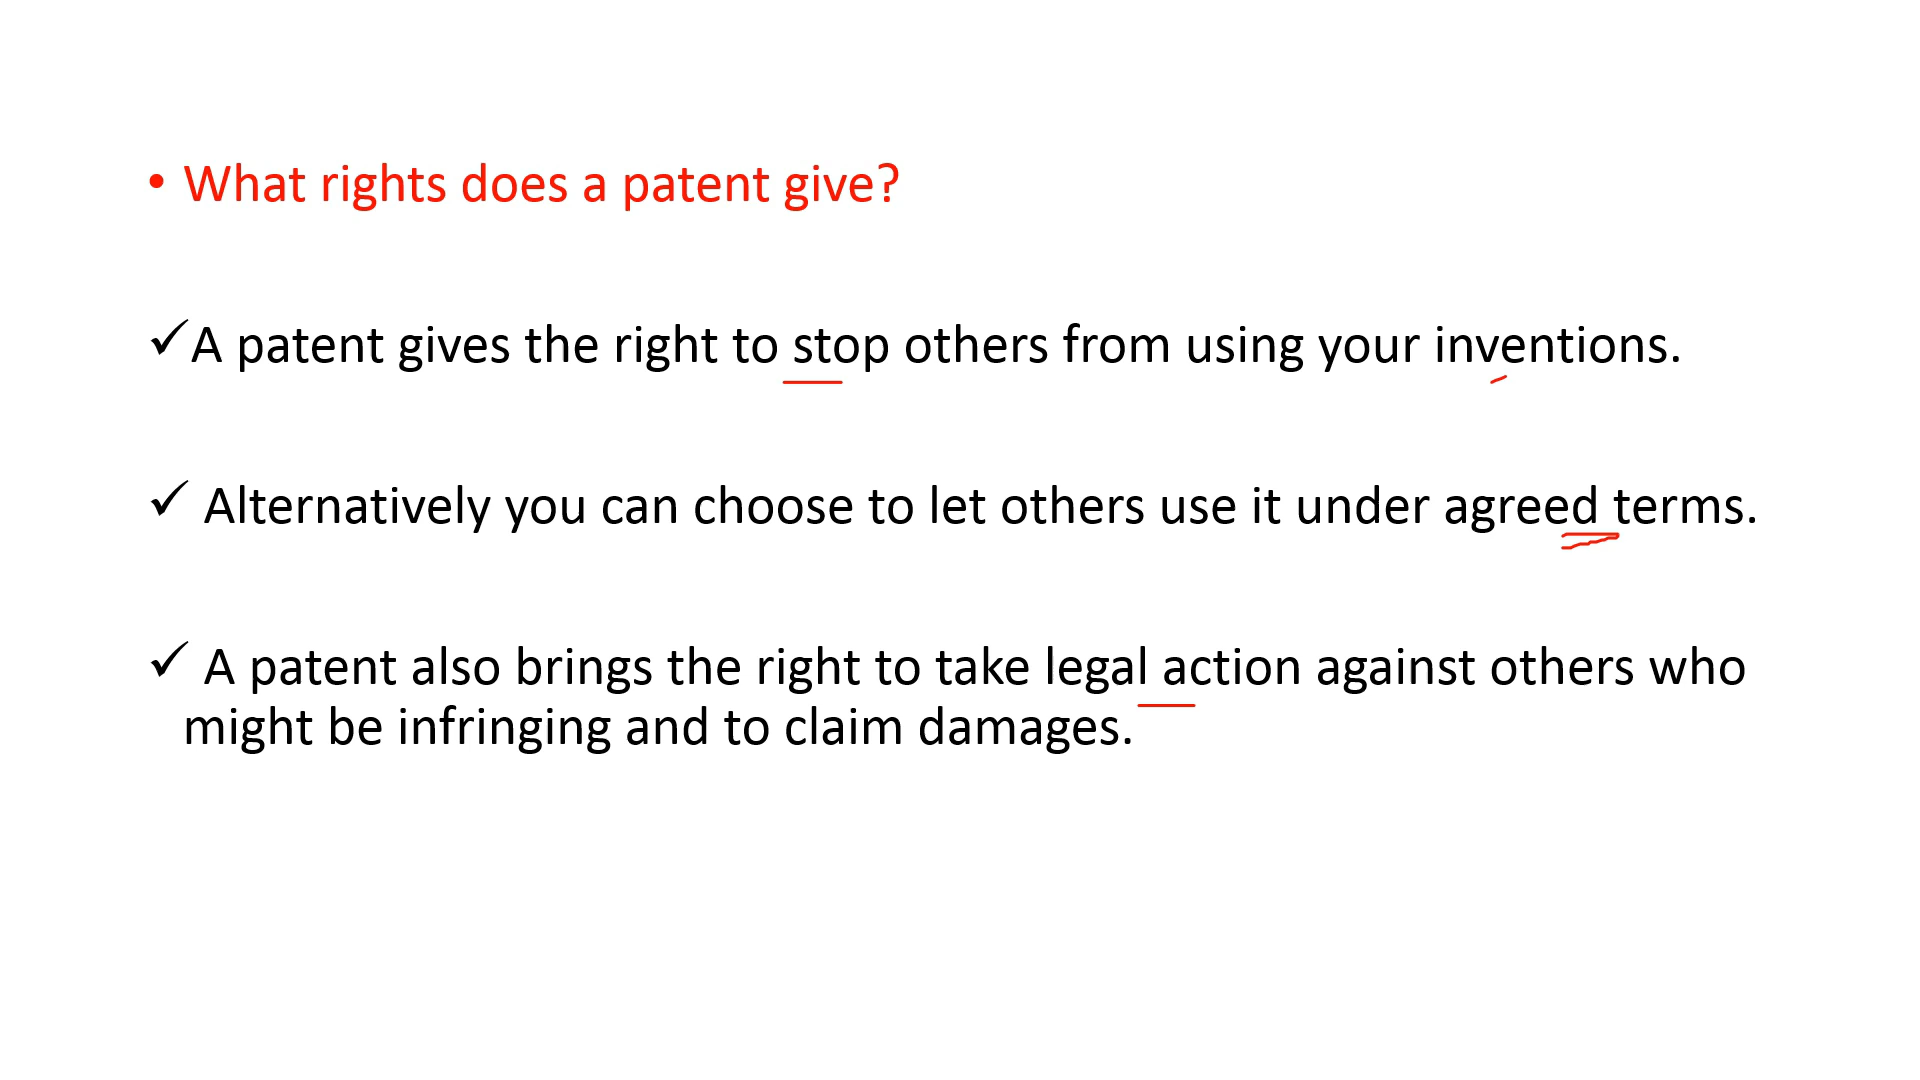 • What rights does a patent give?
✓A patent gives the right to stop others from using your inventions.
✓ Alternatively you can choose to let others use it under agreed terms.
✓ A patent also brings the right to take legal action against others who
might be infringing and to claim damages.